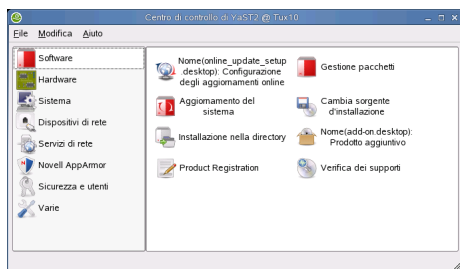 Centro di controllo di YaST2 @ Tux10
File Modifica Aiuto
Software
Hardware
Sistema
Dispositivi di rete
Servizi di rete
Novell AppArmor
Sicurezza e utenti
Varie
Nome(online_update_setup
.desktop): Configurazione
degli aggiornamenti online
Gestione pacchetti
Aggiornamento del
sistema
Cambia sorgente
d'installazione
Installazione nella directory
Nome(add-on.desktop):
Prodotto aggiuntivo
Product Registration
Verifica dei supporti